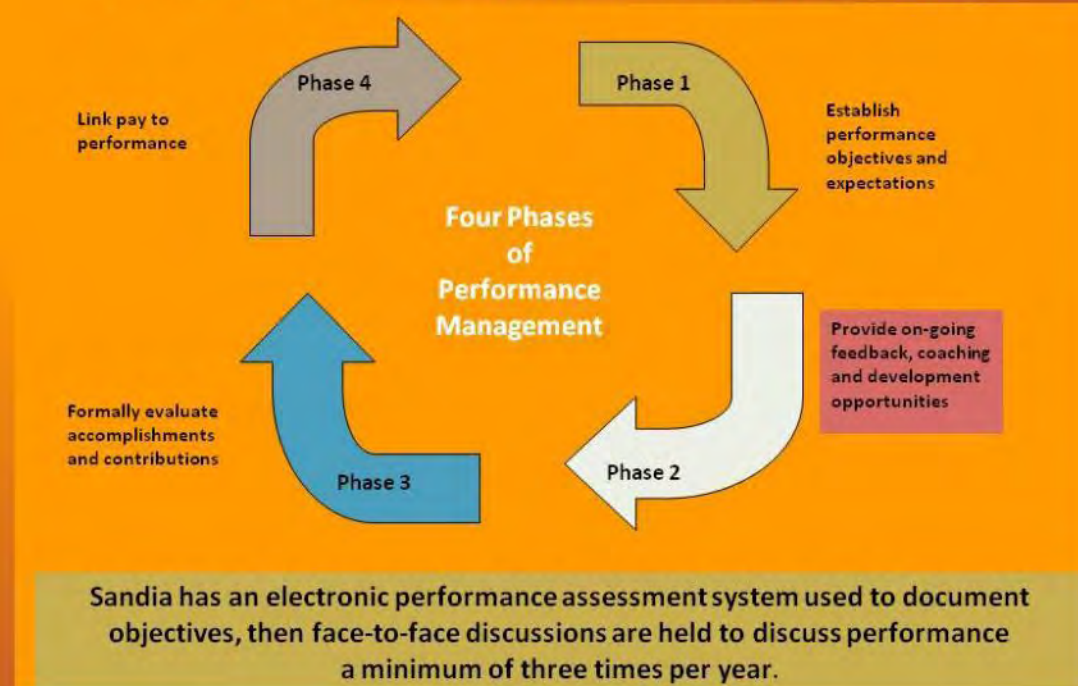 Phase 4
Phase 1
Link pay to
performance
Establish
performance
objectives and
expectations
Four Phases
of
Performance
Management
Provide on-going
feedback, coaching
and development
opportunities
Formally evaluate
accomplishments
and contributions
Phase 3
Phase 2
Sandia has an electronic performance assessment system used to document
objectives, then face-to-face discussions are held to discuss performance
a minimum of three times per year.